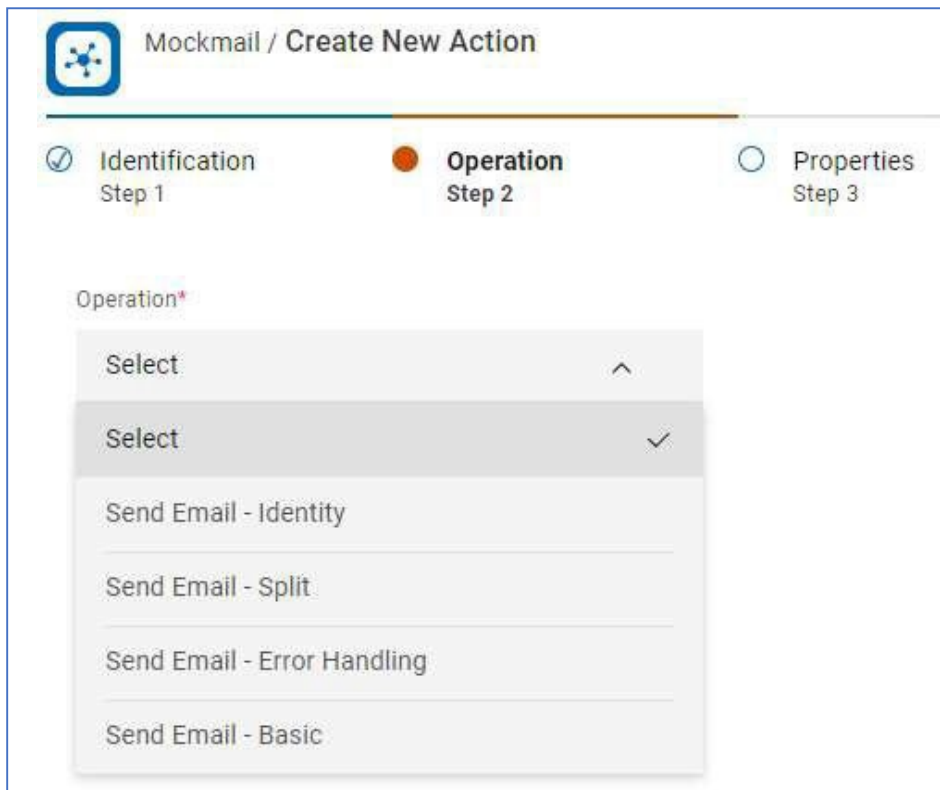 Mockmail / Create New Action
Identification
Step 1
Operation
Step 2
Properties
Step 3
Operation*
Select
Select
Send Email - Identity
Send Email - Split
Send Email - Error Handling
Send Email - Basic